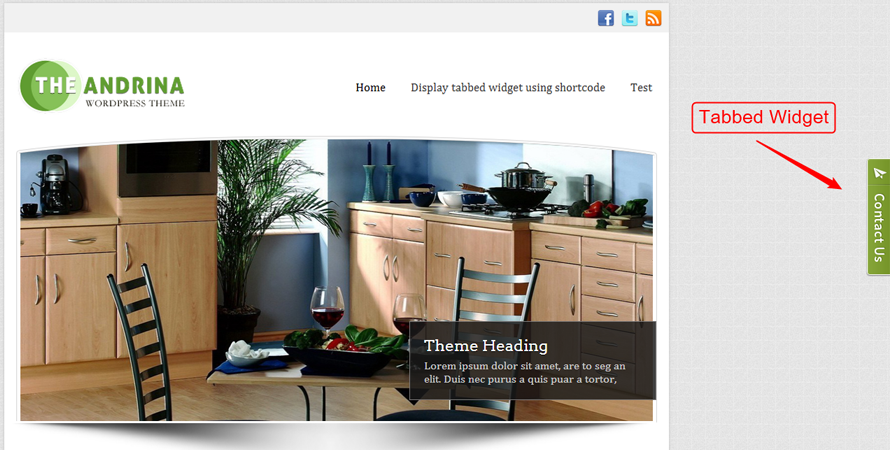 THE ANDRINA
WORDPRESS THEME
Home Display tabbed widget using shortcode Test
Tabbed Widget
Contact Us
Theme Heading
Lorem ipsum dolor sit amet, are to seg an
elit. Duis nec purus a quis puar a tortor,